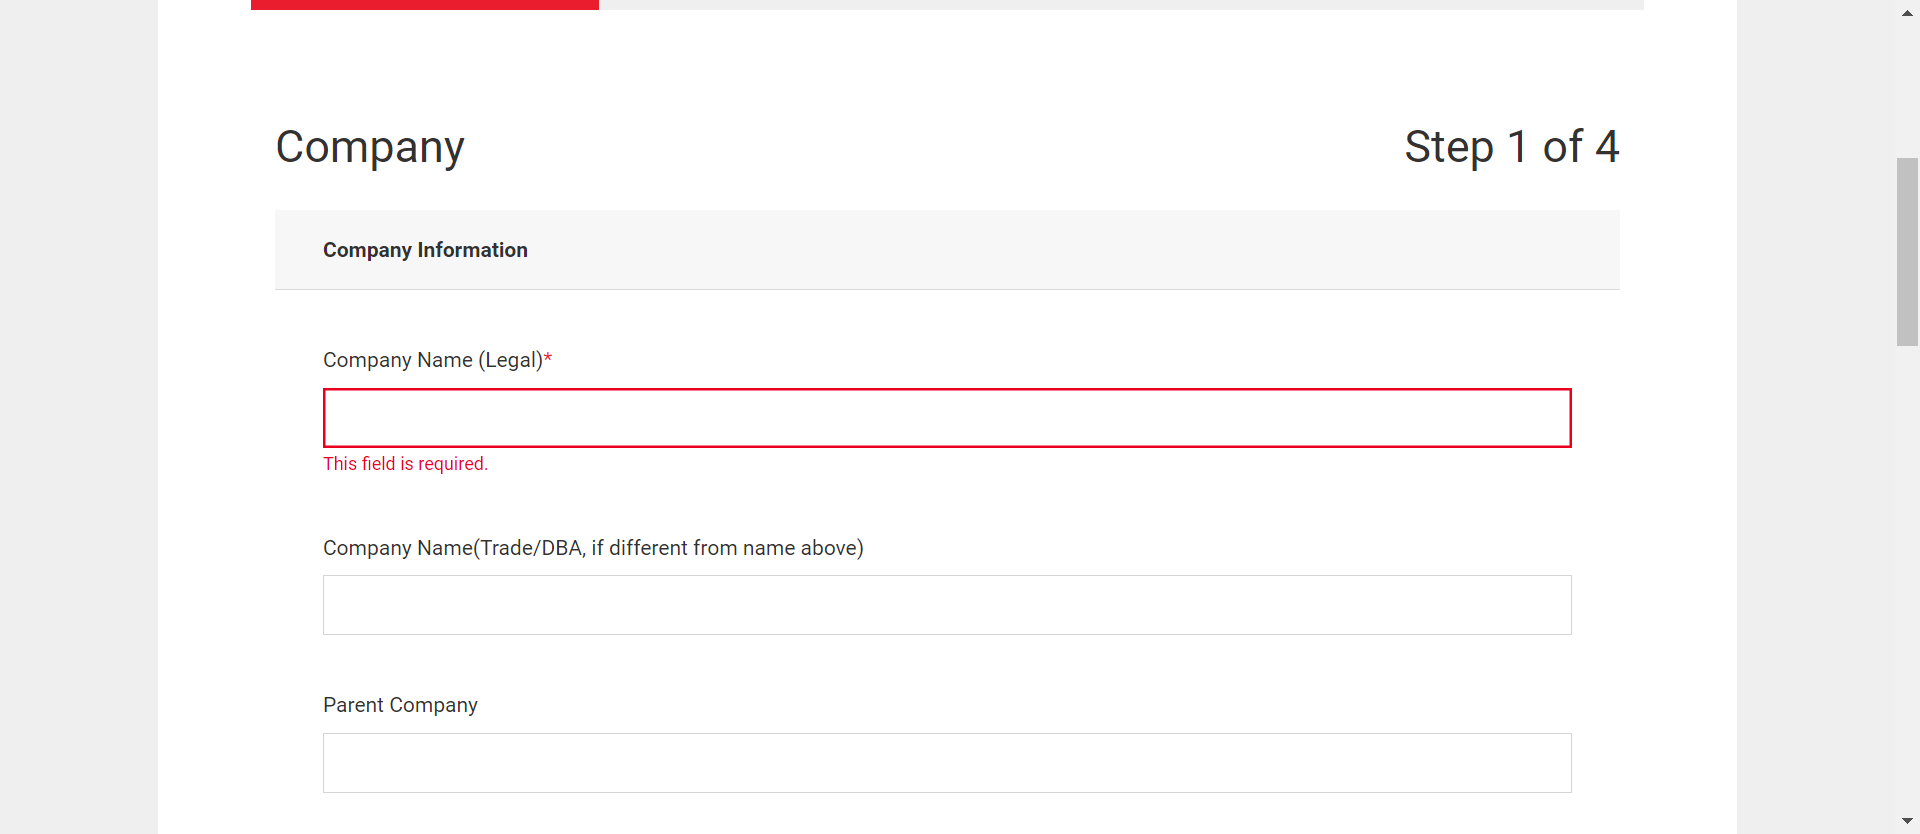 Company
Step 1 of 4
Company Information
Company Name (Legal)*
This field is required.
Company Name(Trade/DBA, if different from name above)
Parent Company